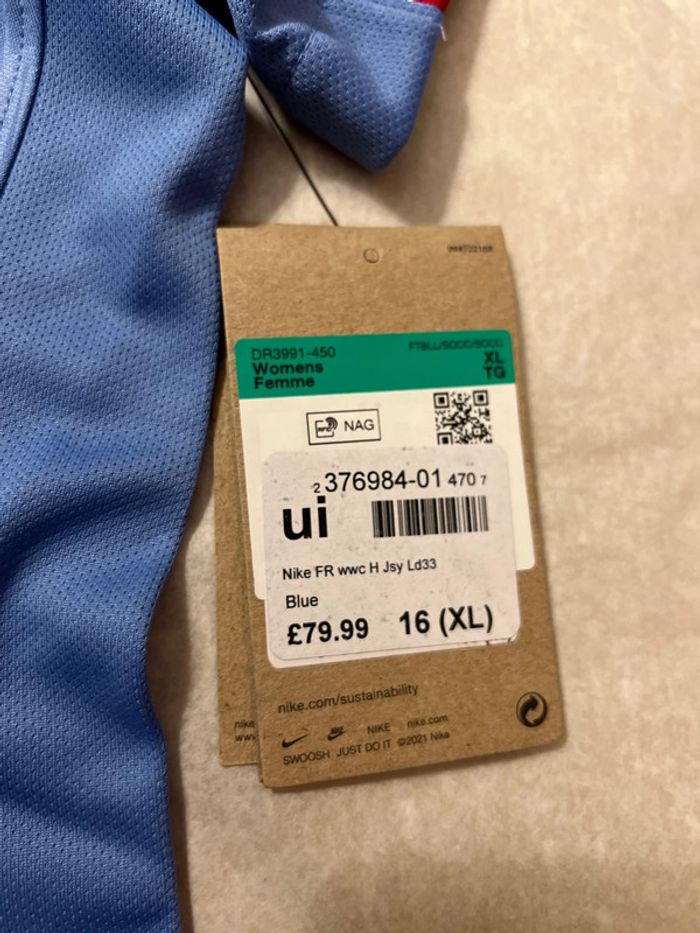 DR3991-450
FTBLL/SOCC/SOCC
Womens
XL
Femme
TG
NAG
2 376984-01 470 7
ui
Nike FR wwc H Jsy Ld33
Blue
£79.99 16 (XL)
nike.com/sustainability
nike
NIKE nike.com
SWOOSH JUST DO IT ©2021 Nike